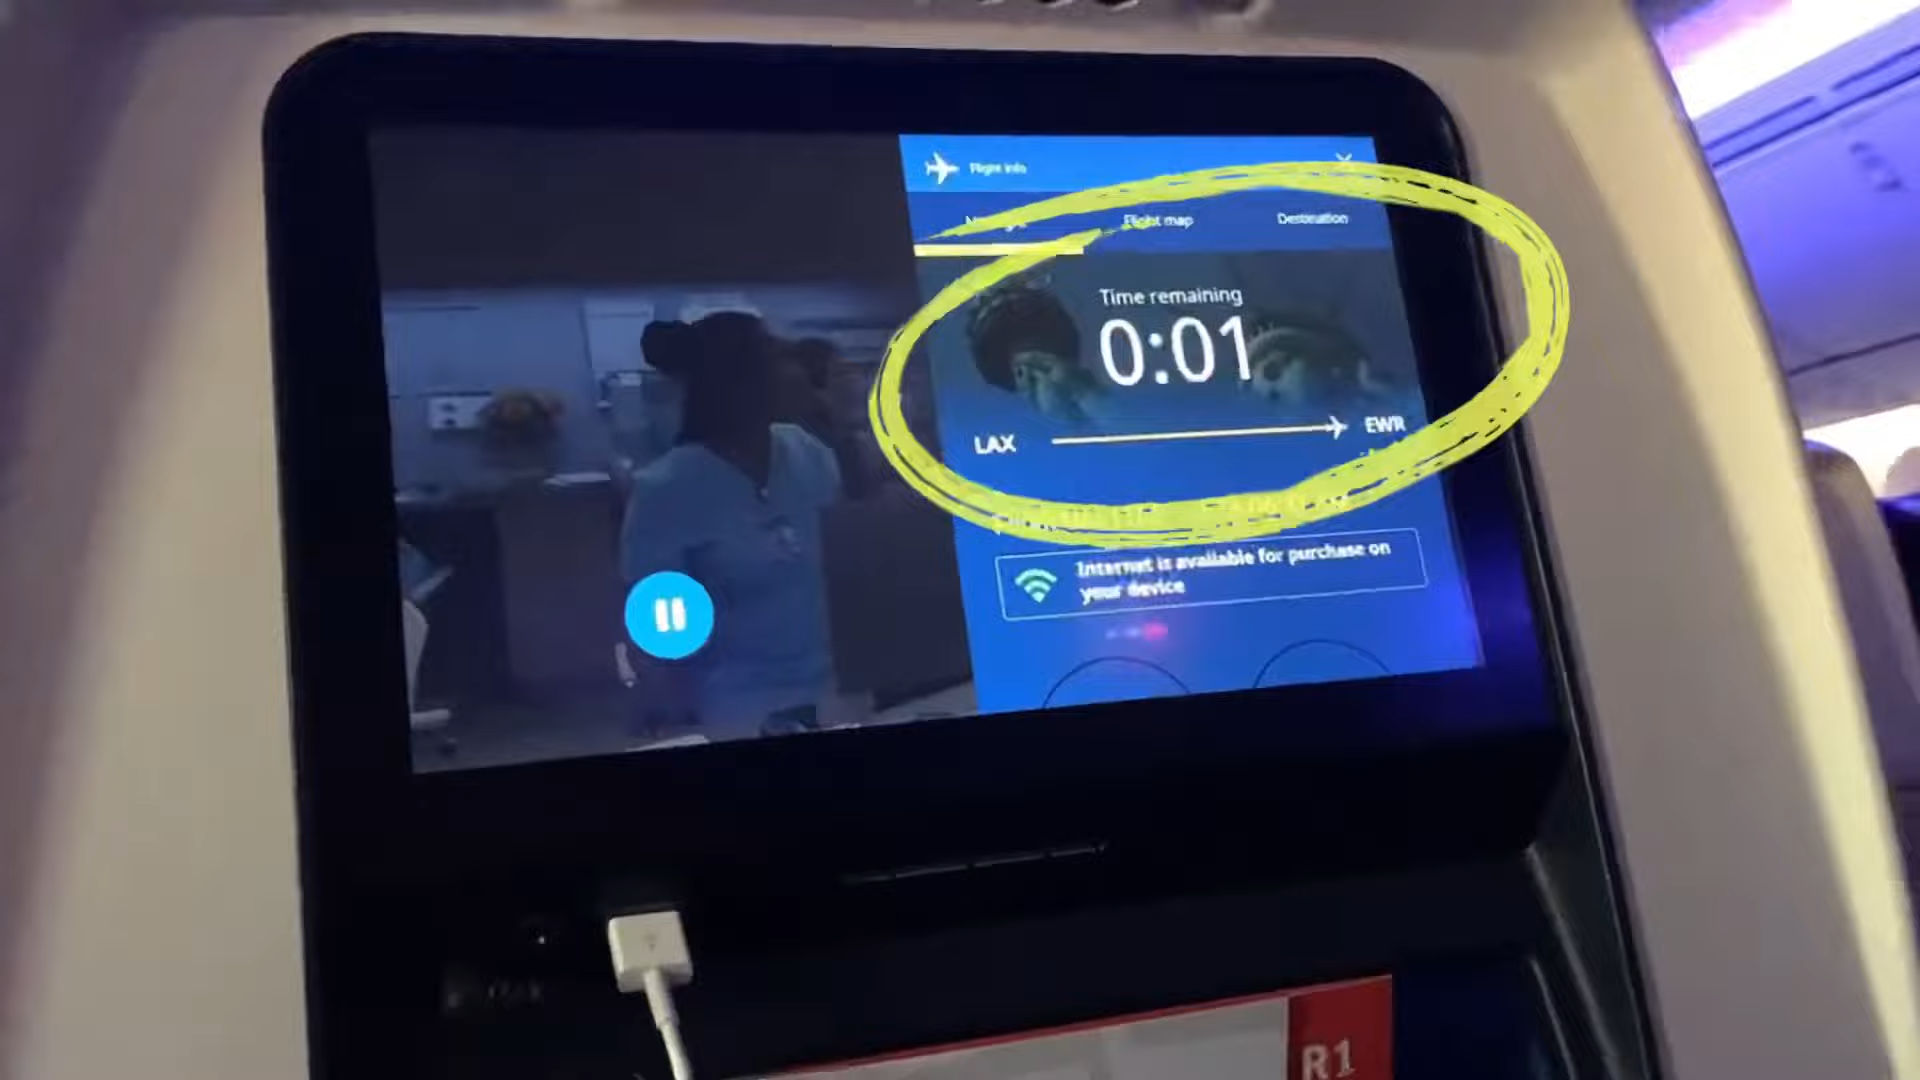 Flight info
Flight map
Destination
Time remaining
0:01
LAX
EWR
Internet is available for purchase on
your device
R1